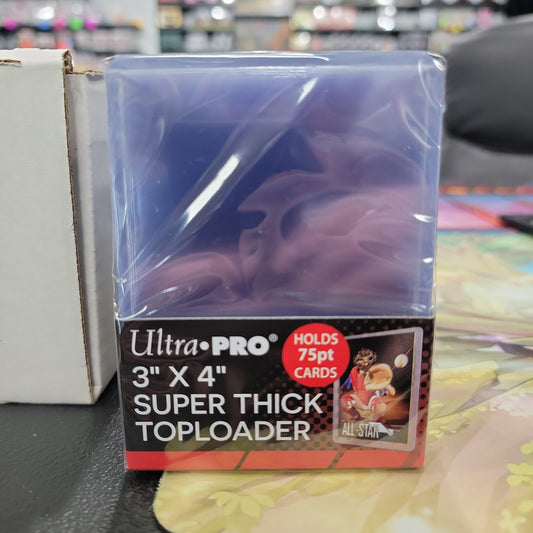 Ultra•PRO®
HOLDS
75pt
CARDS
3" X 4"
SUPER THICK
TOPLOADER
ALL-STAR